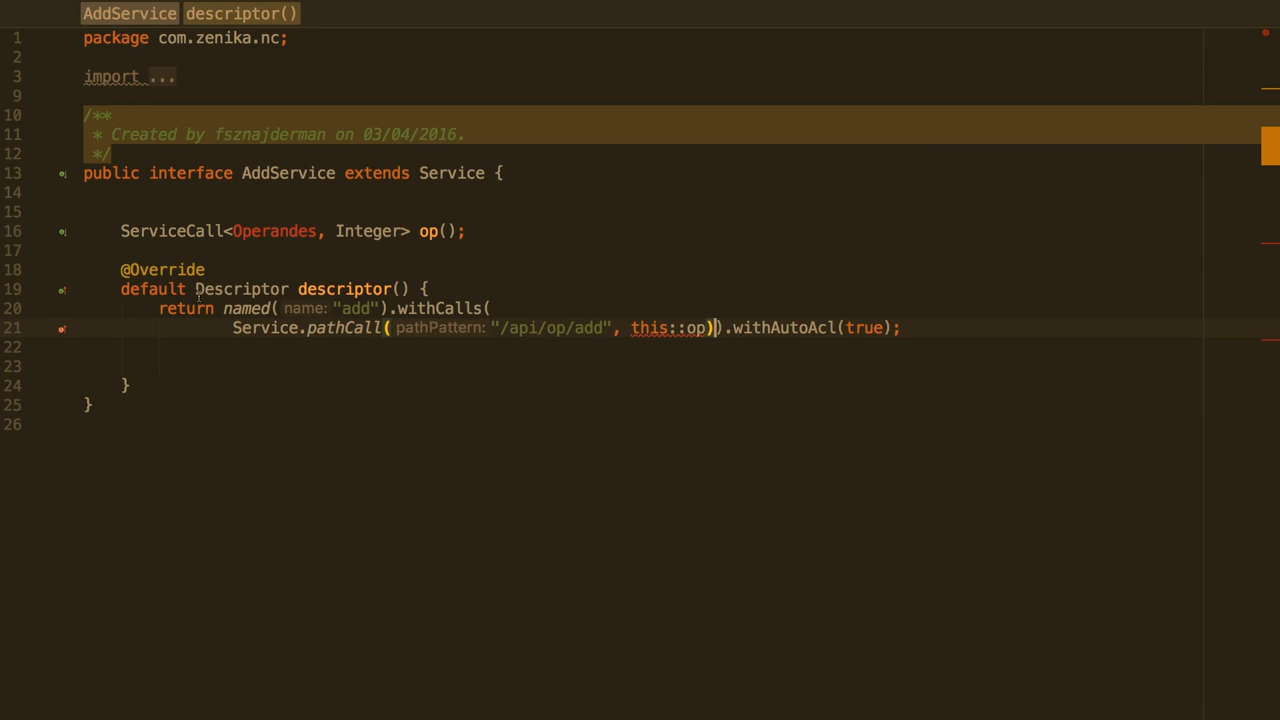 AddService descriptor()
1 package com.zenika.nc;
2
3 import ...
9
10 /**
11 * Created by fsznajderman on 03/04/2016.
12 */
13 public interface AddService extends Service {
14
15
16 ServiceCall<Operandes, Integer> op();
17
18 @Override
19 default Descriptor descriptor() {
20 return named( name: "add").withCalls(
21 Service.pathCall( pathPattern: "/api/op/add", this::op)).withAutoAcl(true);
22
23
24 }
25 }
26